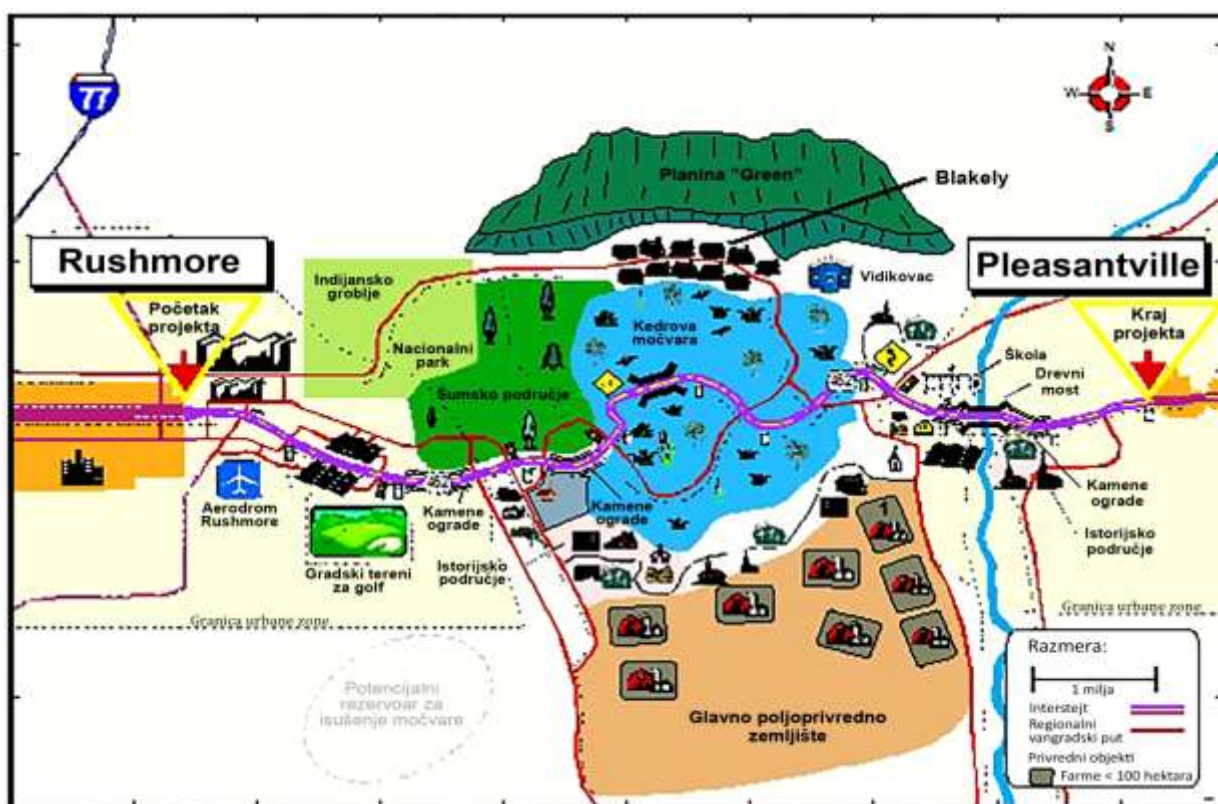 77
N
W
E
S
Planina "Green"
Blakely
Rushmore
Pleasantville
Indijansko
groblje
Vidikovac
Početak
projekta
Kraj
projekta
Kedrova
močvara
Nacionalni
park
Škola
Drevni
most
Šumsko područje
462
462
Aerodrom
Rushmore
Kamene
ograde
Kamene
ograde
Kamene
ograde
Gradski tereni
za golf
Istorijsko
područje
Istorijsko
područje
1
Granica urbane zone
Granica urbane zone
Potencijalni
rezervoar za
isušenje močvare
Glavno poljoprivredno
zemljište
Razmera:
1 milja
Interstejt
Regionalni
vangradski put
Privredni objekti
Farme < 100 hektara